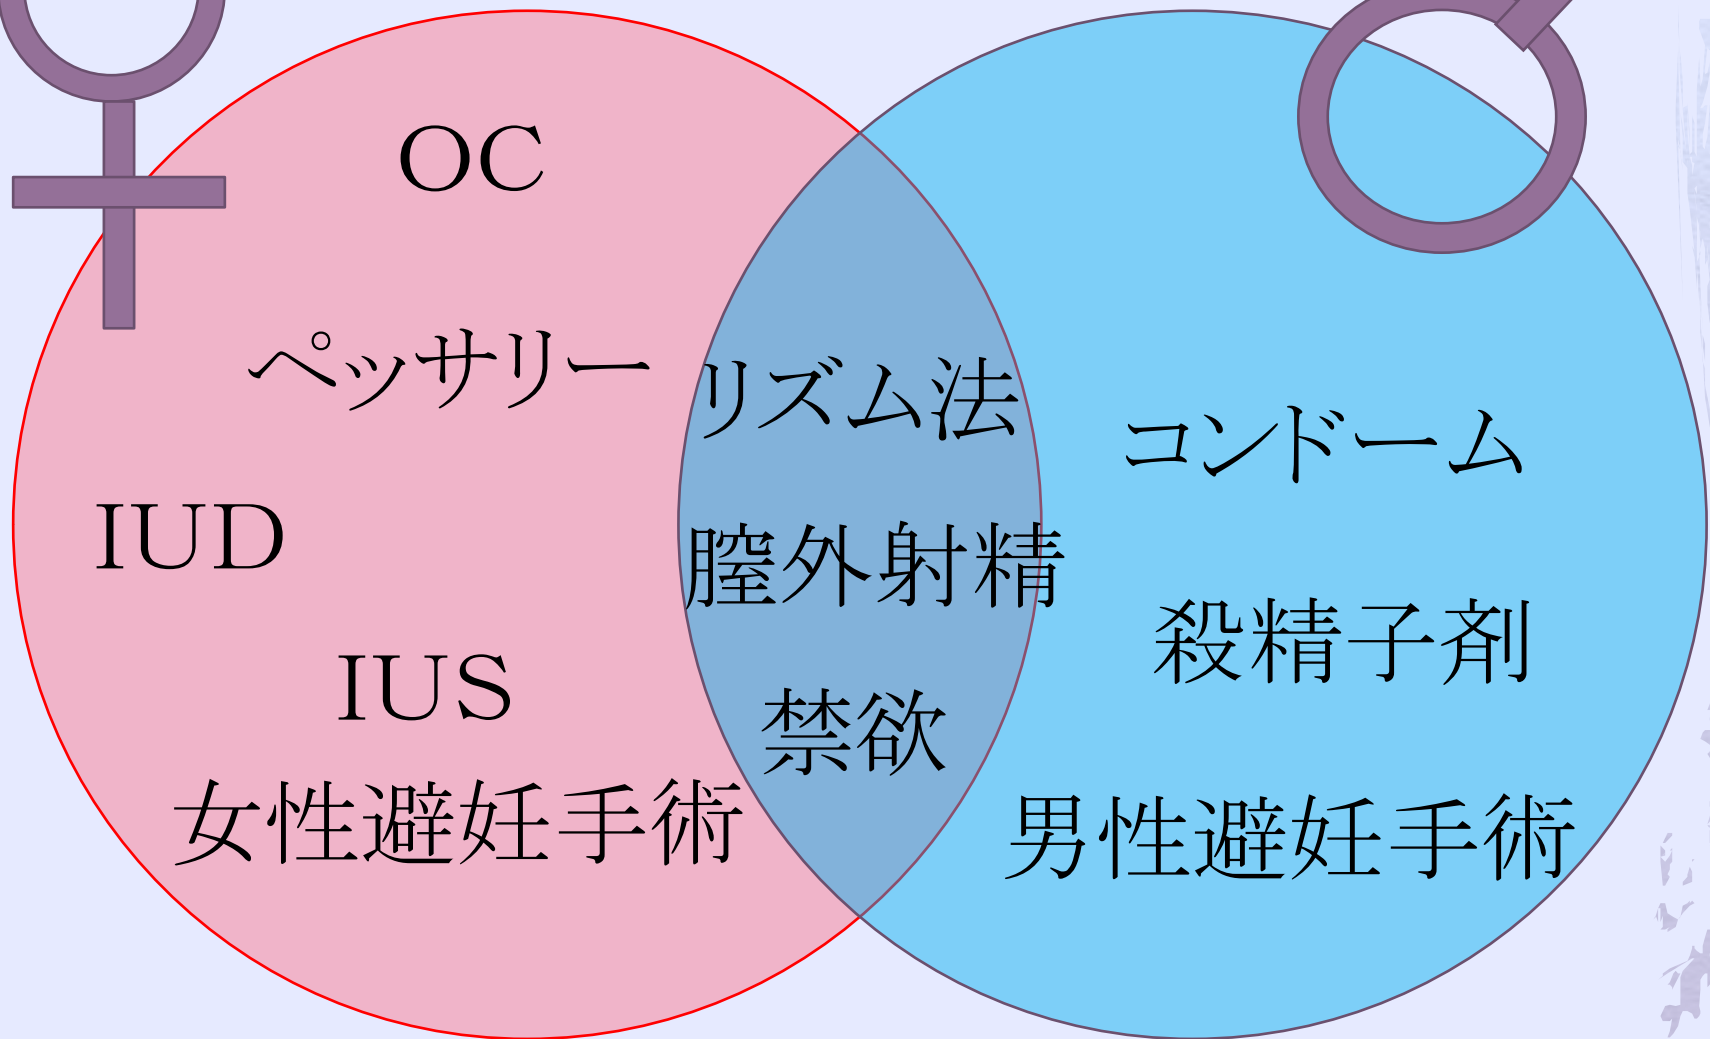 OC
ペッサリー
IUD
IUS
女性避妊手術
リズム法
膣外射精
禁欲
コンドーム
殺精子剤
男性避妊手術